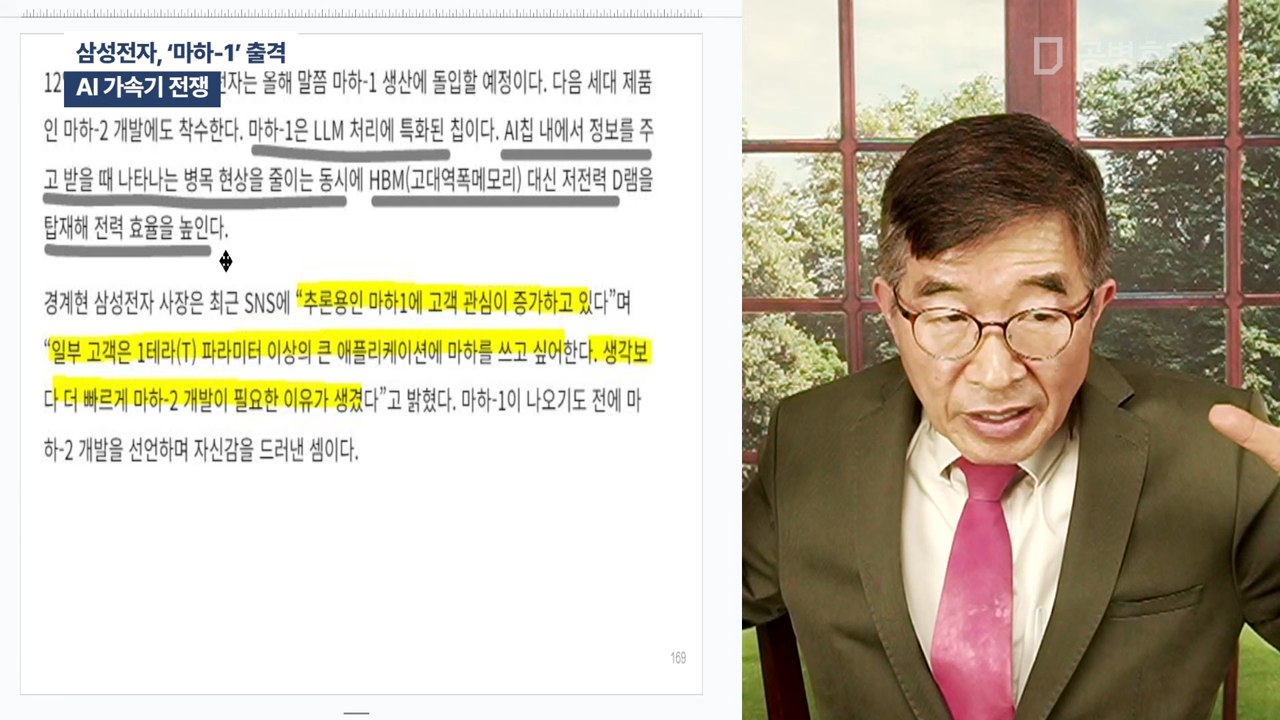 삼성전자, ‘마하-1’ 출격
AI 가속기 전쟁
12 전자는 올해 말쯤 마하-1 생산에 돌입할 예정이다. 다음 세대 제품
인 마하-2 개발에도 착수한다. 마하-1은 LLM 처리에 특화된 칩이다. AI칩 내에서 정보를 주
고 받을 때 나타나는 병목 현상을 줄이는 동시에 HBM(고대역폭메모리) 대신 저전력 D램을
탑재해 전력 효율을 높인다.
경계현 삼성전자 사장은 최근 SNS에 “추론용인 마하1에 고객 관심이 증가하고 있다”며
“일부 고객은 1테라(T) 파라미터 이상의 큰 애플리케이션에 마하를 쓰고 싶어한다. 생각보
다 더 빠르게 마하-2 개발이 필요한 이유가 생겼다”고 밝혔다. 마하-1이 나오기도 전에 마
하-2 개발을 선언하며 자신감을 드러낸 셈이다.
169